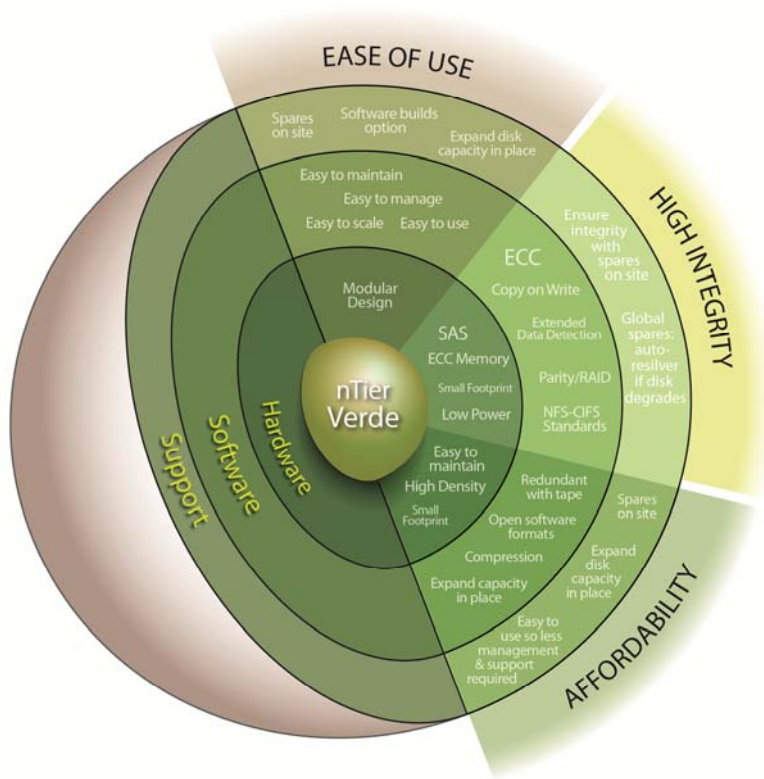 EASE OF USE
Spares
on site
Software builds
option
Expand disk
capacity in place
Easy to maintain
Easy to manage
Easy to scale
Easy to use
Modular
Design
HIGH INTEGRITY
Ensure
integrity
with
spares
on site
Global
spares:
auto-
resilver
if disk
degrades
ECC
Copy on Write
Extended
Data Detection
Parity/RAID
NFS-CIFS
Standards
SAS
ECC Memory
Small Footprint
Low Power
nTier
Verde
Hardware
Software
Support
Easy to
maintain
High Density
Small
Footprint
Redundant
with tape
Open software
formats
Compression
Expand capacity
in place
Spares
on site
Expand
disk
capacity
in place
Easy to
use so less
management
& support
required
AFFORDABILITY